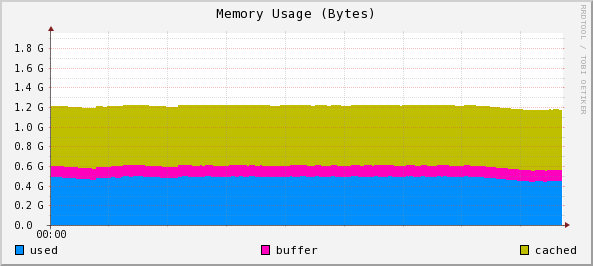 Memory Usage (Bytes)
RRDTOOL / TOBI OETIKER
1.8 G
1.6 G
1.4 G
1.2 G
1.0 G
0.8 G
0.6 G
0.4 G
0.2 G
0.0
00:00
used buffer cached